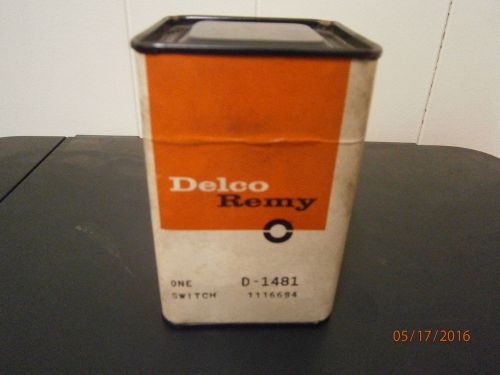 Delco
Remy
ONE D-1481
SWITCH 1116694
05/17/2016